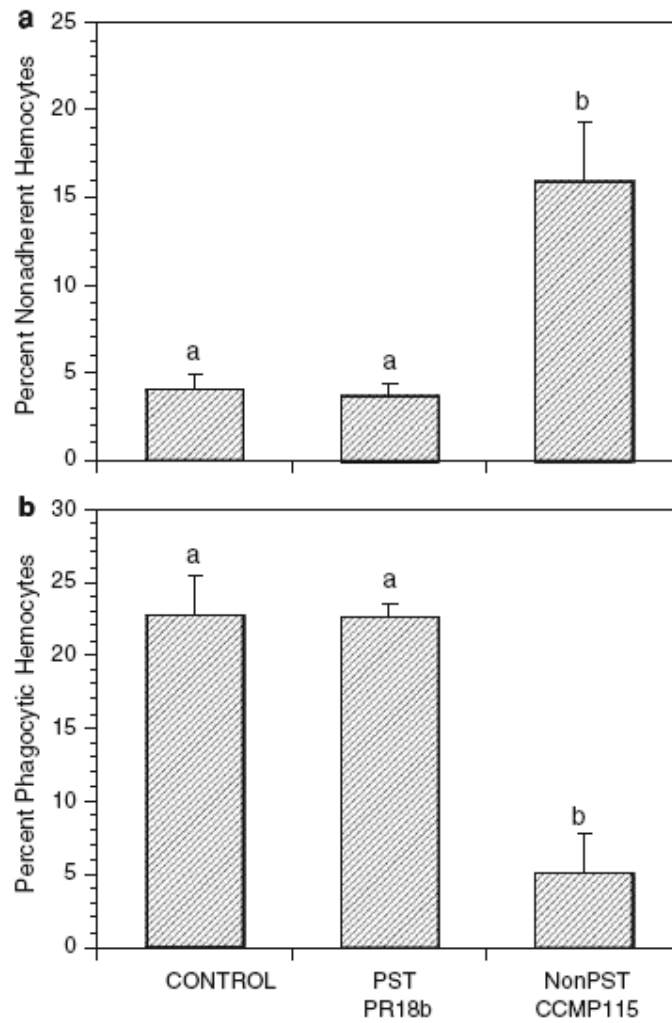 a
25
20
15
10
5
0
Percent Nonadherent Hemocytes
a
a
b
b
30
25
20
15
10
5
0
Percent Phagocytic Hemocytes
a
a
b
CONTROL
PST
PR18b
NonPST
CCMP115